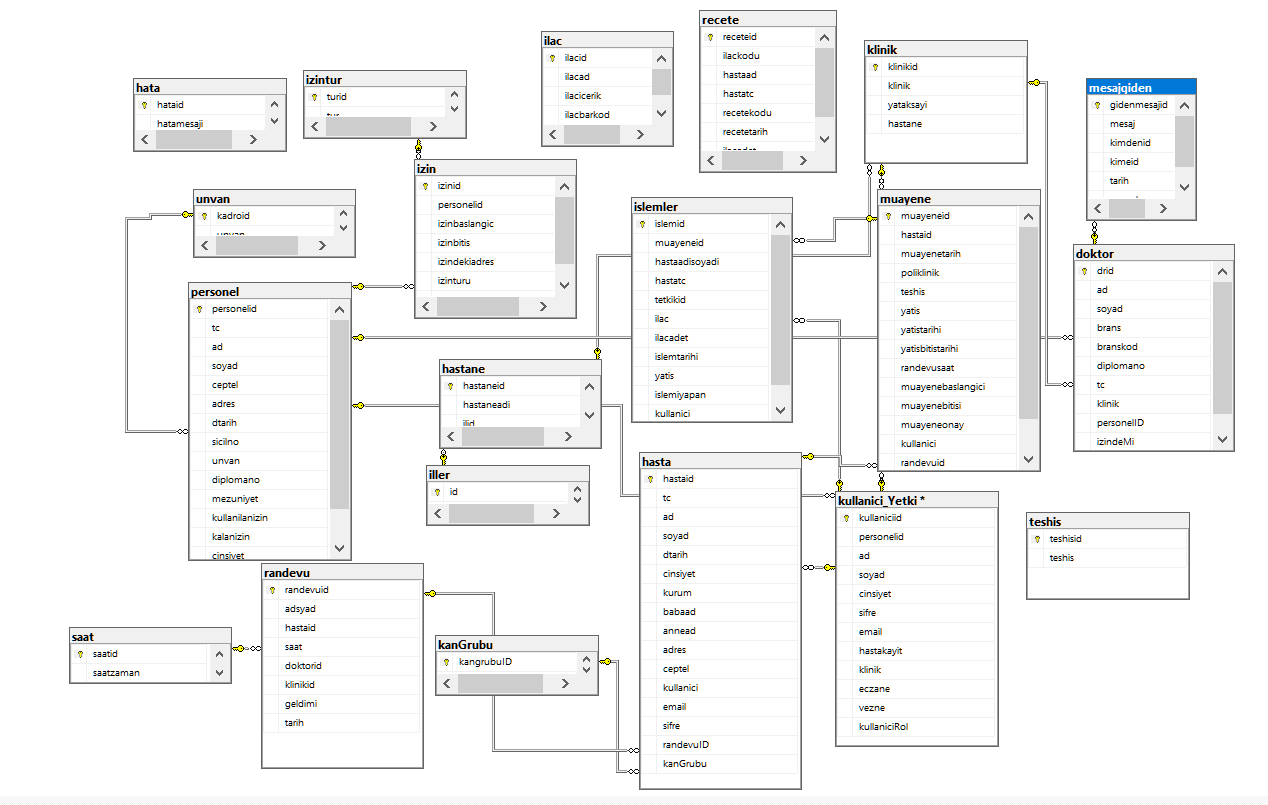 hata
hataid
hatamesaji
izintur
turid
tur
ilac
ilacid
ilacad
ilacicerik
ilacbarkod
recete
receteid
ilackodu
hastaad
hastatc
recetekodu
recetetarih
ilacadet
klinik
klinikid
klinik
yataksayi
hastane
mesajgiden
gidenmesajid
mesaj
kimdenid
kimeid
tarih
unvan
kadroid
unvan
izin
izinid
personelid
izinbaslangic
izinbitis
izindekiadres
izinturu
islemler
islemid
muayeneid
hastaadisoyadi
hastatc
tetkikid
ilac
ilacadet
islemtarihi
yatis
islemiyapan
kullanici
muayene
muayeneid
hastaid
muayenetarih
poliklinik
teshis
yatis
yatistarihi
yatisbitistarihi
randevusaat
muayenebaslangici
muayenebitisi
muayeneonay
kullanici
randevuid
doktor
drid
ad
soyad
brans
branskod
diplomano
tc
klinik
personelID
izindeMi
personel
personelid
tc
ad
soyad
ceptel
adres
dtarih
sicilno
unvan
diplomano
mezuniyet
kullanilanizin
kalanizin
cinsiyet
hastane
hastaneid
hastaneadi
ilid
iller
id
hasta
hastaid
tc
ad
soyad
dtarih
cinsiyet
kurum
babaad
annead
adres
ceptel
kullanici
email
sifre
randevuID
kanGrubu
kullanici_Yetki *
kullaniciid
personelid
ad
soyad
cinsiyet
sifre
email
hastakayit
klinik
eczane
vezne
kullaniciRol
teshis
teshisid
teshis
randevu
randevuid
adsyad
hastaid
saat
doktorid
klinikid
geldimi
tarih
saat
saatid
saatzaman
kanGrubu
kangrubuID